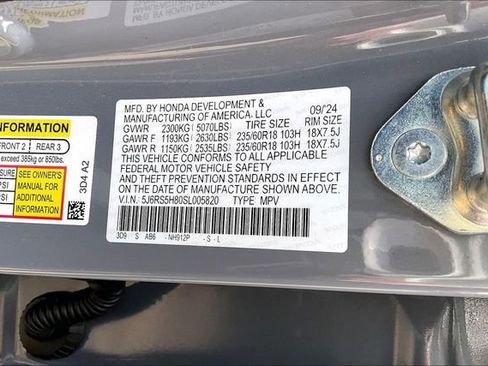 MFD. BY HONDA DEVELOPMENT &
MANUFACTURING OF AMERICA, LLC 09/24
GVWR 2300KG ( 5070LBS) TIRE SIZE RIM SIZE
GAWR F 1193KG (2630LBS) 235/60R18 103H 18X7.5J
GAWR R 1150KG (2535LBS) 235/60R18 103H 18X7.5J
THIS VEHICLE CONFORMS TO ALL APPLICABLE
FEDERAL MOTOR VEHICLE SAFETY
AND THEFT PREVENTION STANDARDS IN EFFECT
ON THE DATE OF MANUFACTURE SHOWN ABOVE.
V.I.N. 5J6RS5H80SL005820 TYPE MPV
3D9 S AB6 -NH912P -S-L
INFORMATION
FRONT 2 REAR 3
exceed 385kg or 850lbs.
SEE OWNER'S
MANUAL FOR
ADDITIONAL
INFORMATION
PSI
3D4 A2